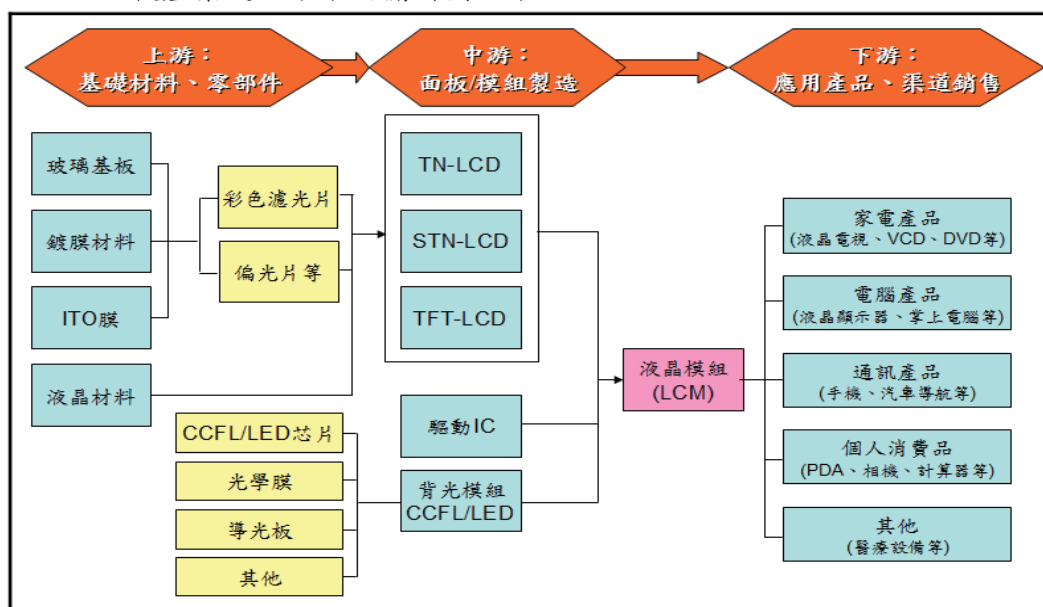 上游：
基礎材料、零部件
中游：
面板/模組製造
下游：
應用產品、渠道銷售
玻璃基板
鍍膜材料
ITO膜
液晶材料
彩色濾光片
偏光片等
CCFL/LED芯片
光學膜
導光板
其他
TN-LCD
STN-LCD
TFT-LCD
驅動IC
背光模組
CCFL/LED
液晶模組
(LCM)
家電產品
(液晶電視、VCD、DVD等)
電腦產品
(液晶顯示器、掌上電腦等)
通訊產品
(手機、汽車導航等)
個人消費品
(PDA、相機、計算器等)
其他
(醫療設備等)